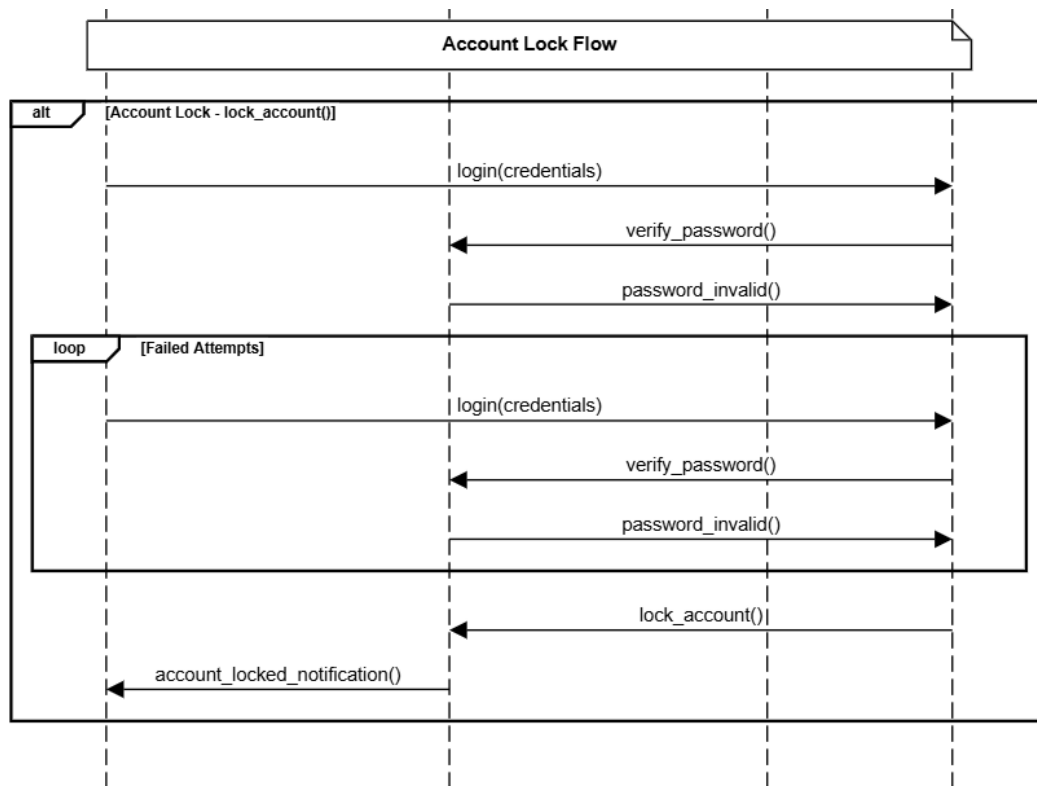 Account Lock Flow
alt [Account Lock - lock_account()]
login(credentials)
verify_password()
password_invalid()
loop [Failed Attempts]
login(credentials)
verify_password()
password_invalid()
lock_account()
account_locked_notification()